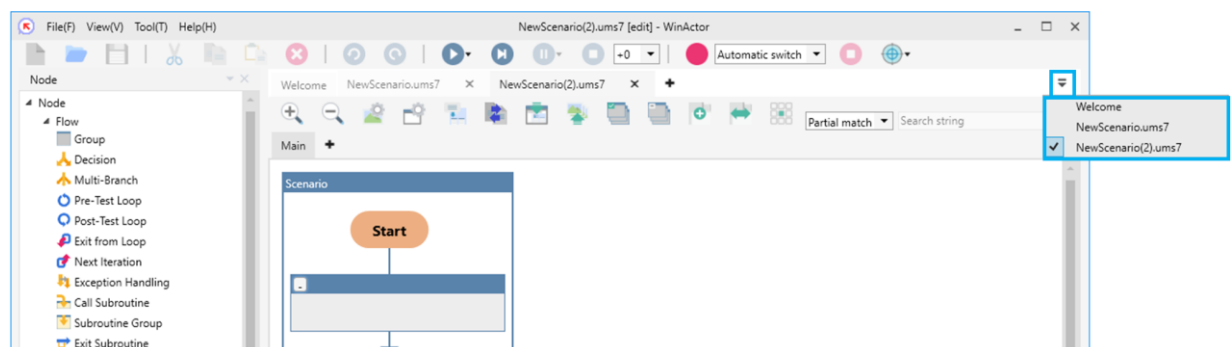 File(F) View(V) Tool(T) Help(H) NewScenario(2).ums7 [edit] - WinActor
+0 Automatic switch
Node
Welcome NewScenario.ums7 NewScenario(2).ums7
Welcome
NewScenario.ums7
NewScenario(2).ums7
Partial match Search string
Main
Node
Flow
Group
Decision
Multi-Branch
Pre-Test Loop
Post-Test Loop
Exit from Loop
Next Iteration
Exception Handling
Call Subroutine
Subroutine Group
Exit Subroutine
Scenario
Start